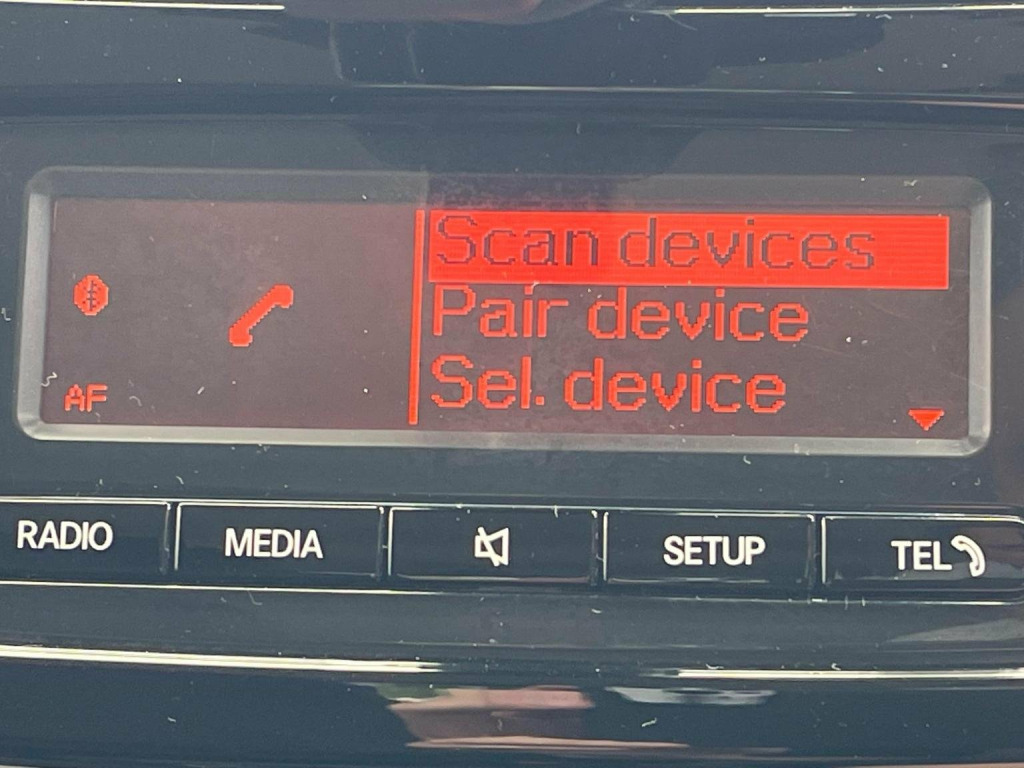 Scan devices
Pair device
Sel. device
AF
RADIO
MEDIA
SETUP
TEL